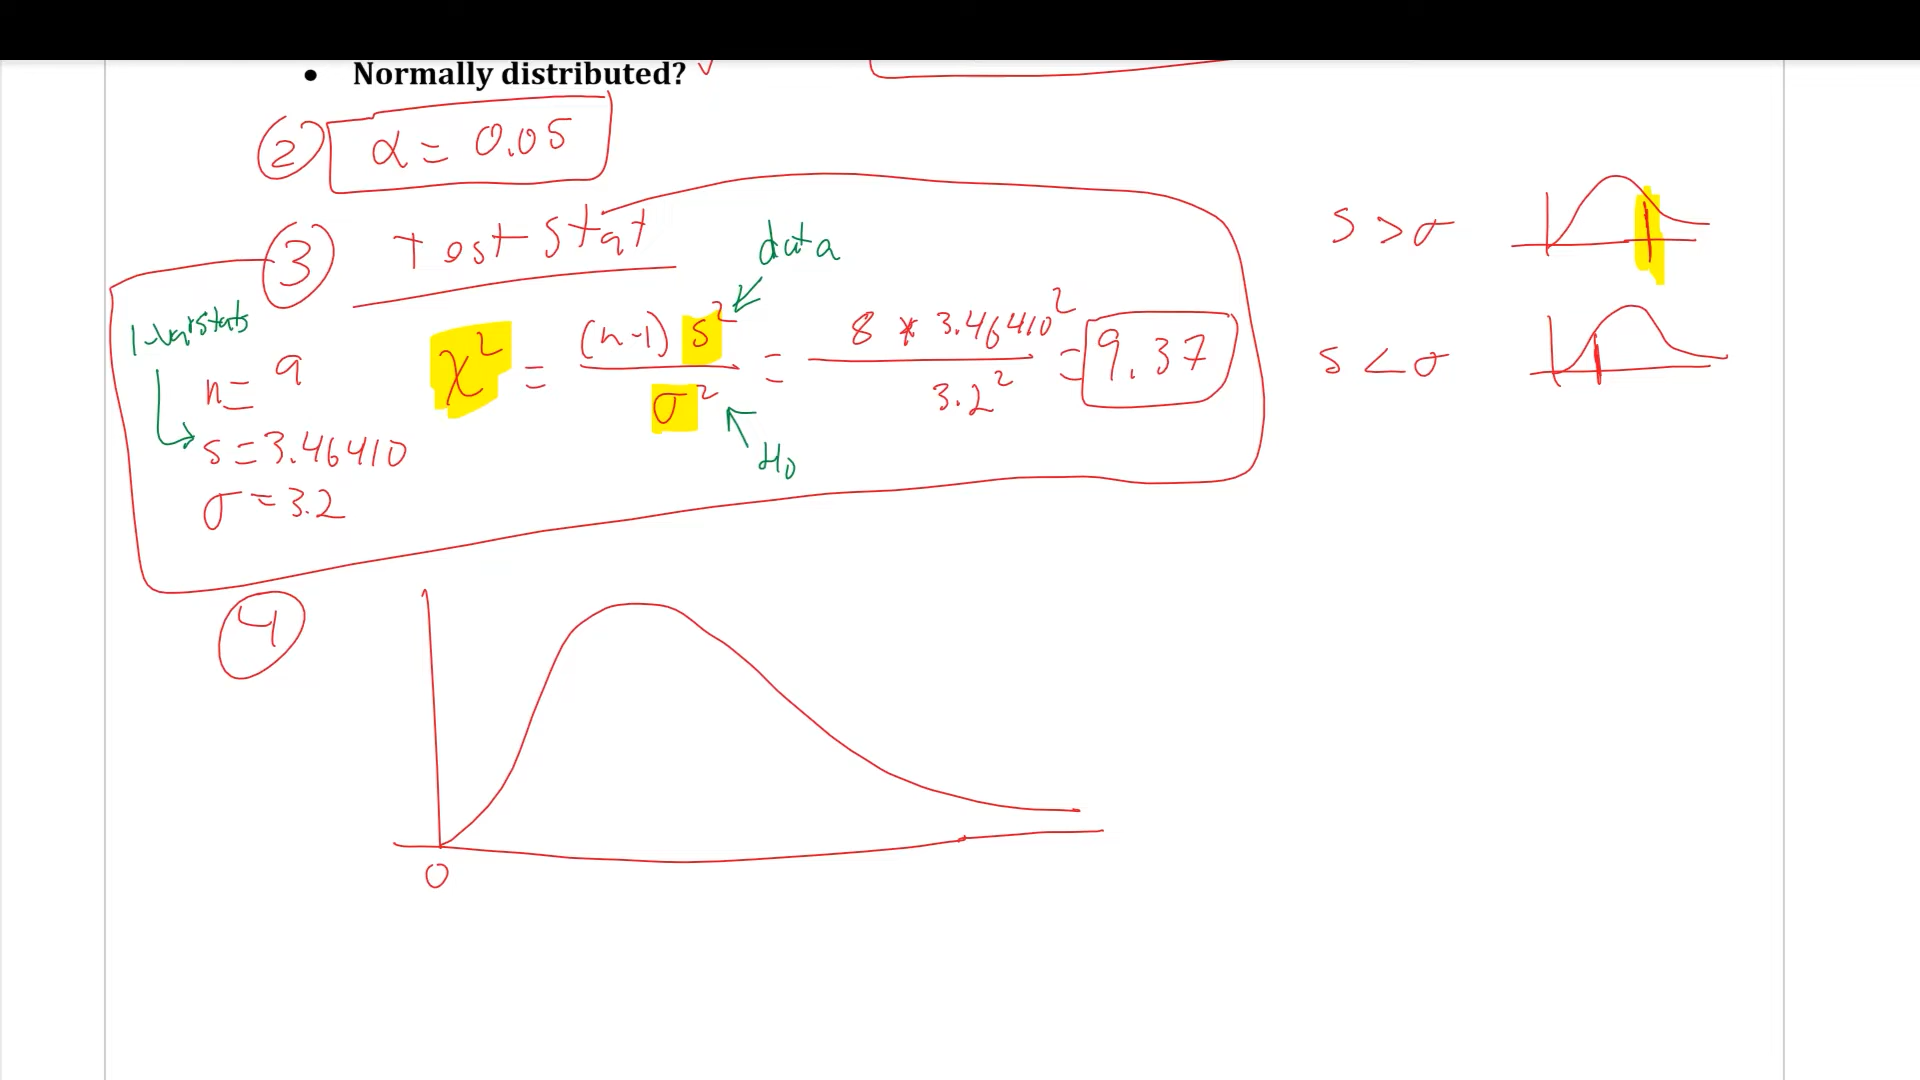 • Normally distributed? ✓
② α = 0.05
③ test stat
data
1-varstats
n = 9
s = 3.46410
σ = 3.2
χ² = (n-1) s² / σ² = 8 * 3.46410² / 3.2² = 9.37
H0
s > σ
s < σ
④
0